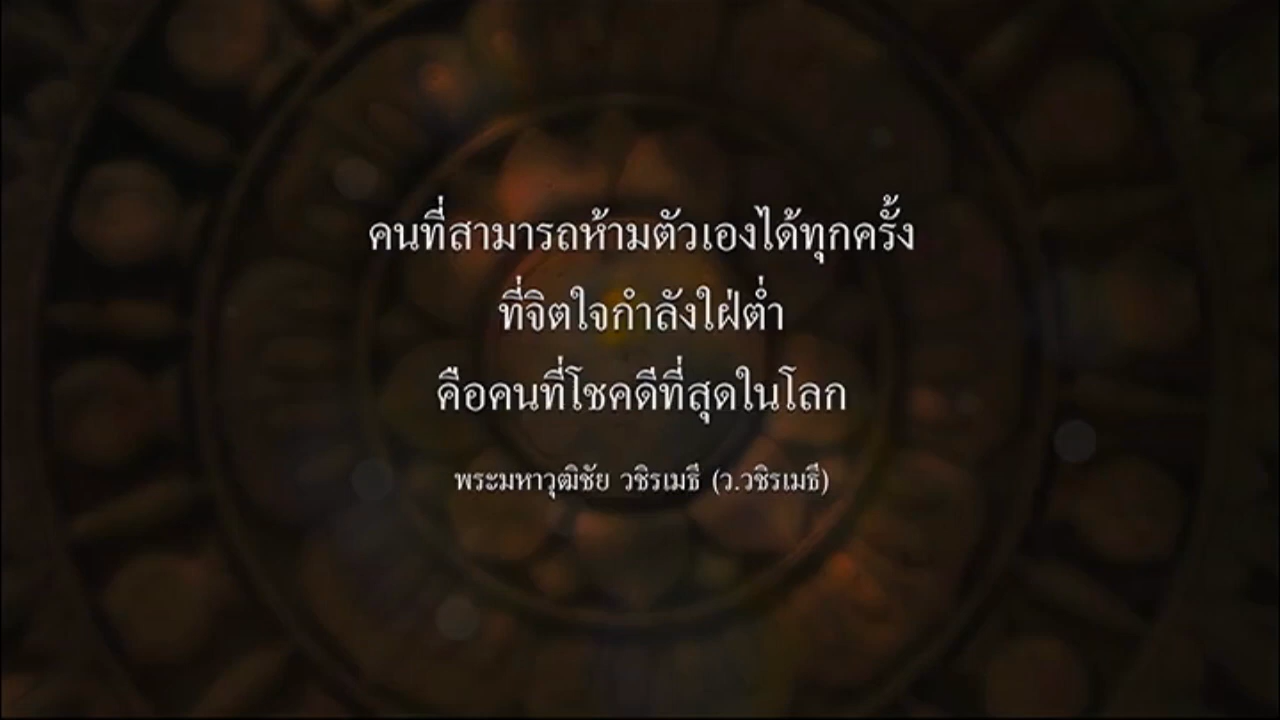 คนที่สามารถห้ามตัวเองได้ทุกครั้ง
ที่จิตใจกำลังใฝ่ต่ำ
คือคนที่โชคดีที่สุดในโลก
พระมหาวุฒิชัย วชิรเมธี (ว.วชิรเมธี)